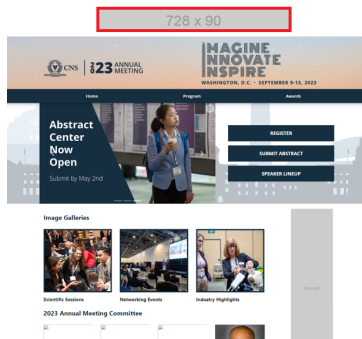 728 x 90
CNS
2023 ANNUAL
MEETING
IMAGINE
INNOVATE
INSPIRE
WASHINGTON, D.C. - SEPTEMBER 9-13, 2023
Home
Program
Awards
Abstract
Center
Now
Open
Submit by May 2nd
REGISTER
SUBMIT ABSTRACT
SPEAKER LINEUP
Image Galleries
Scientific Sessions
Networking Events
Industry Highlights
2023 Annual Meeting Committee